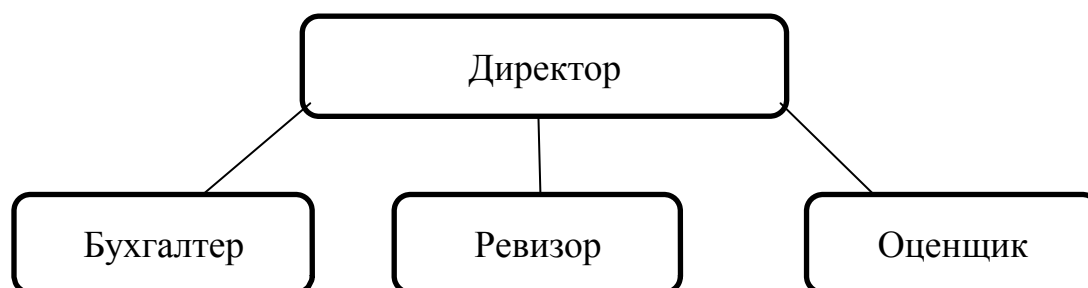 Директор
Бухгалтер
Ревизор
Оценщик